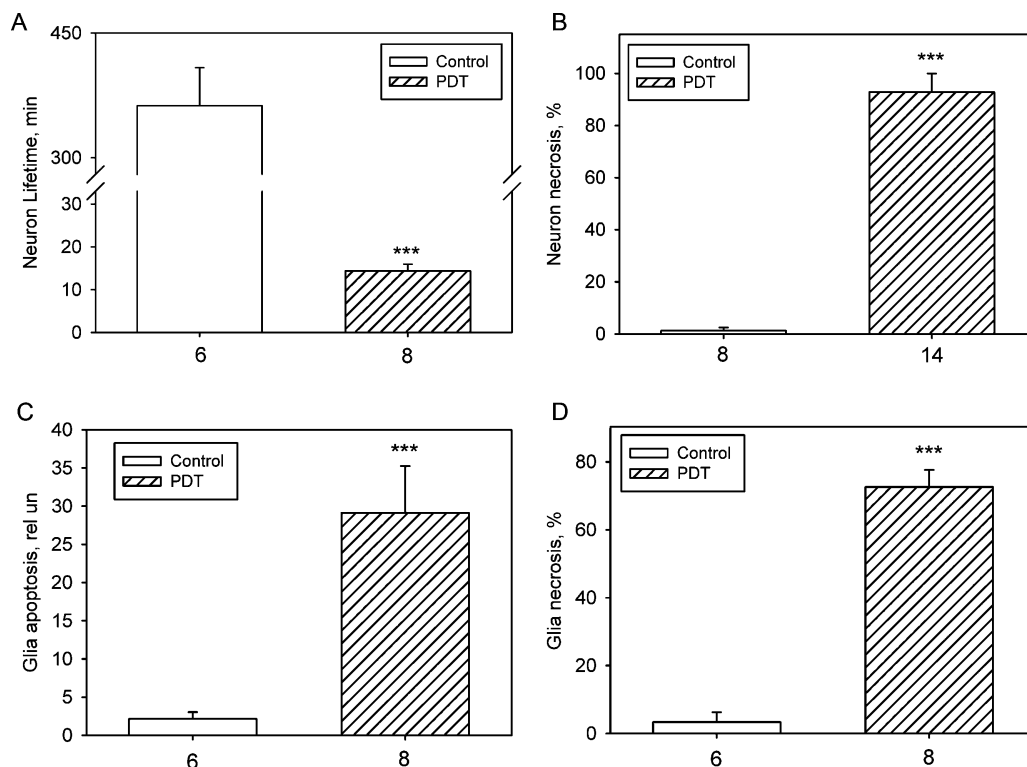 A
Neuron Lifetime, min
450
300
30
20
10
0
Control
PDT
***
6
8
B
Neuron necrosis, %
100
80
60
40
20
0
Control
PDT
***
8
14
C
Glia apoptosis, rel un
40
35
30
25
20
15
10
5
0
Control
PDT
***
6
8
D
Glia necrosis, %
80
60
40
20
0
Control
PDT
***
6
8